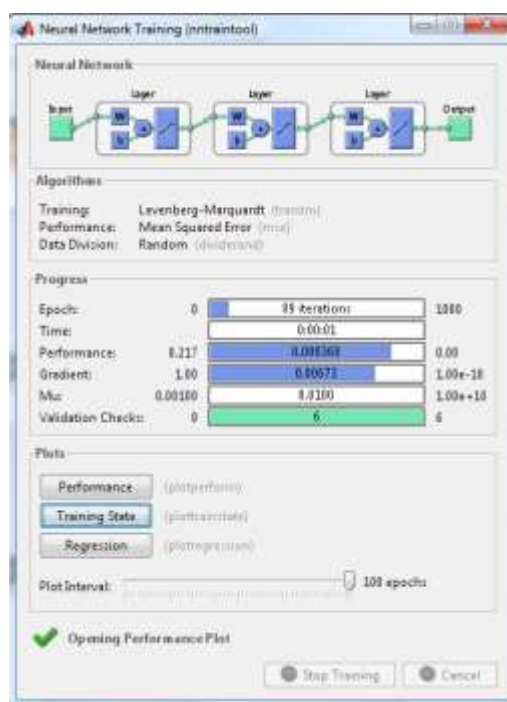 Neural Network Training (nntraintool)
Neural Network
Layer Layer Layer
Input Output
W W W
b b b
Algorithms
Training: Levenberg-Marquardt (trainlm)
Performance: Mean Squared Error (mse)
Data Division: Random (dividerand)
Progress
Epoch: 0 iterations 1000
Time: 0:00:01
Performance: 0.00
Gradient: 1.00 0.00673 1.00e-10
Mu: 0.00100 0.0100 1.00e+10
Validation Checks: 0 6 6
Plots
Performance (plotperform)
Training State (plottrainstate)
Regression (plotregression)
Plot Interval: 100 epochs
Opening Performance Plot
Stop Training Cancel